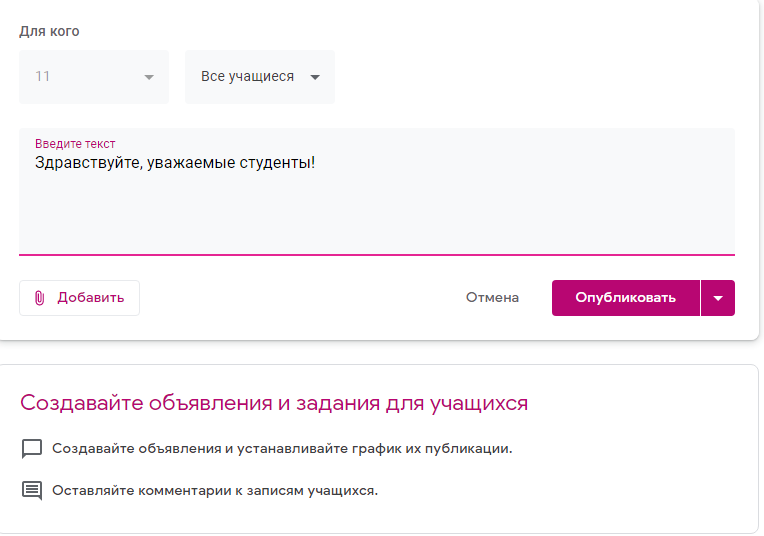 Для кого
11
Все учащиеся
Введите текст
Здравствуйте, уважаемые студенты!
Добавить
Отмена
Опубликовать
Создавайте объявления и задания для учащихся
Создавайте объявления и устанавливайте график их публикации.
Оставляйте комментарии к записям учащихся.